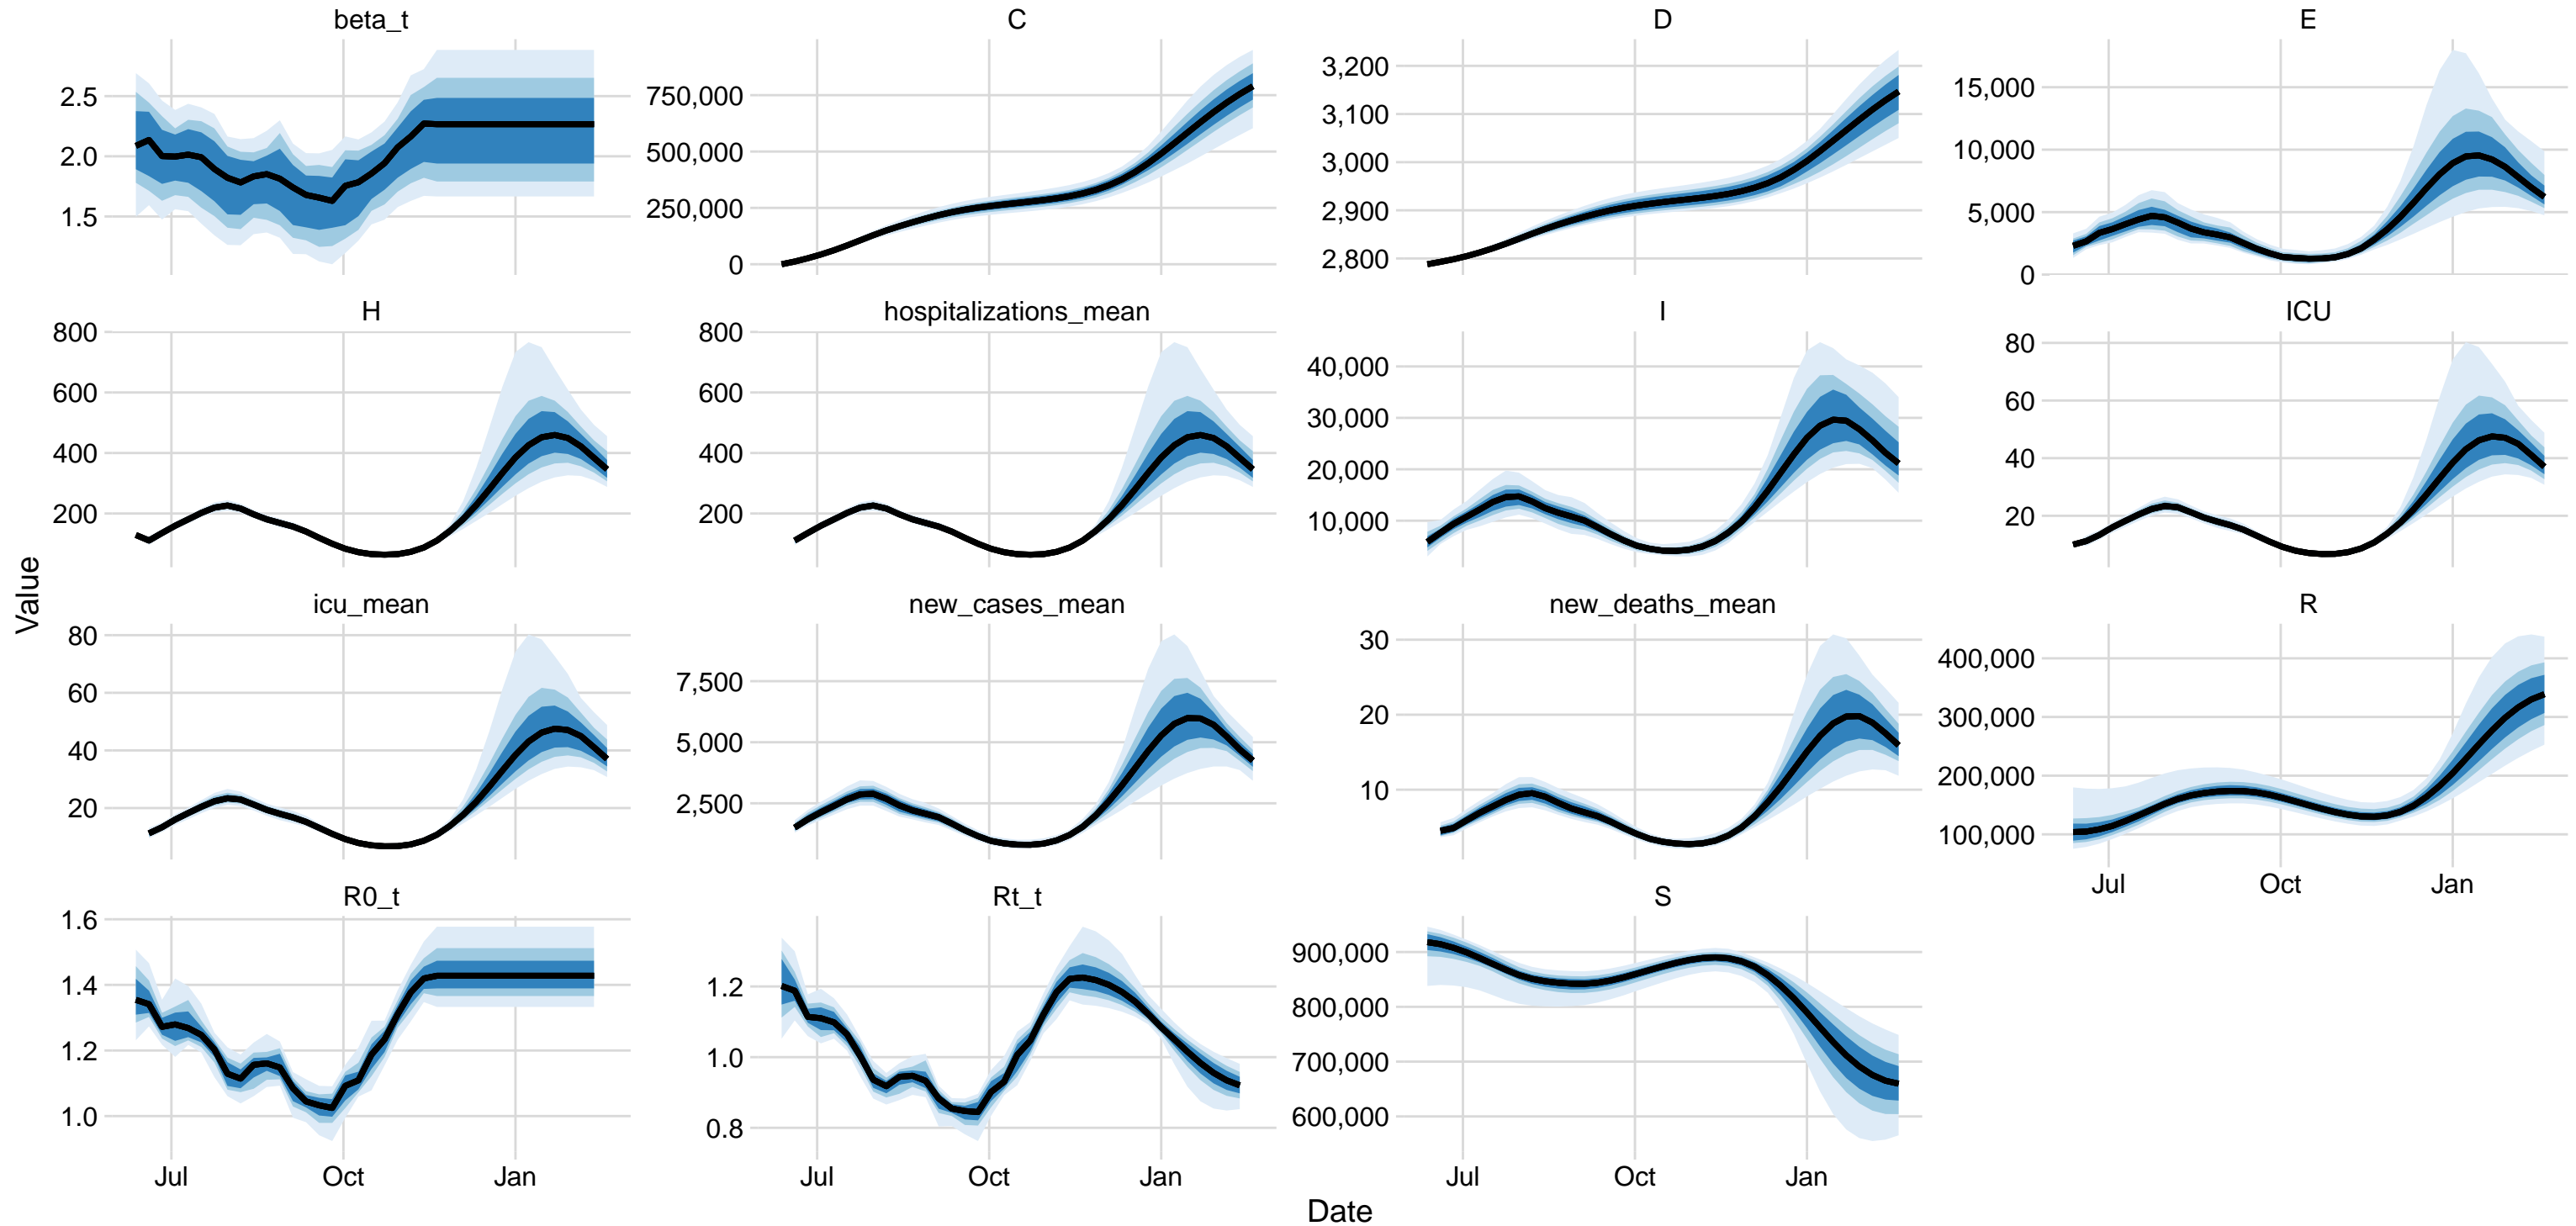 beta_t
C
D
E
2.5
2.0
1.5
750,000
500,000
250,000
0
3,200
3,100
3,000
2,900
2,800
15,000
10,000
5,000
0
H
hospitalizations_mean
I
ICU
800
600
400
200
800
600
400
200
40,000
30,000
20,000
10,000
80
60
40
20
Value
icu_mean
new_cases_mean
new_deaths_mean
R
80
60
40
20
7,500
5,000
2,500
30
20
10
400,000
300,000
200,000
100,000
Jul Oct Jan
R0_t
Rt_t
S
1.6
1.4
1.2
1.0
1.2
1.0
0.8
900,000
800,000
700,000
600,000
Jul Oct Jan
Jul Oct Jan
Jul Oct Jan
Date